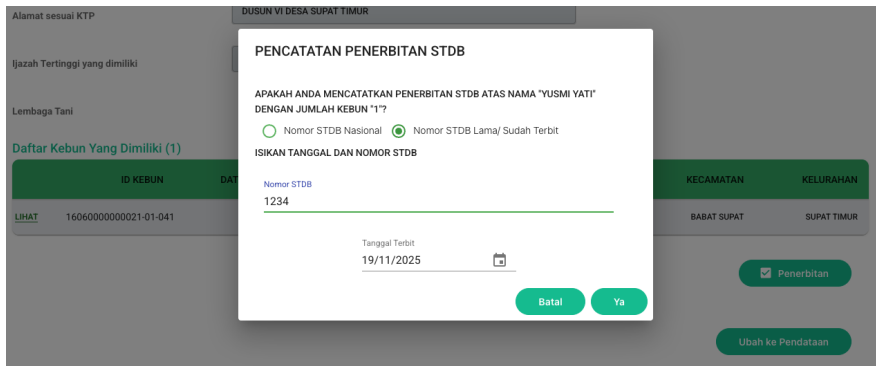 Alamat sesuai KTP
DUSUN VI DESA SUPAT TIMUR
PENCATATAN PENERBITAN STDB
Ijazah Tertinggi yang dimiliki
APAKAH ANDA MENCATATKAN PENERBITAN STDB ATAS NAMA "YUSMI YATI"
DENGAN JUMLAH KEBUN "1"?
Lembaga Tani
Nomor STDB Nasional Nomor STDB Lama/ Sudah Terbit
Daftar Kebun Yang Dimiliki (1)
ISIKAN TANGGAL DAN NOMOR STDB
ID KEBUN DAT KECAMATAN KELURAHAN
Nomor STDB
1234
LIHAT 16060000000021-01-041 BABAT SUPAT SUPAT TIMUR
Tanggal Terbit
19/11/2025
Penerbitan
Batal Ya
Ubah ke Pendataan